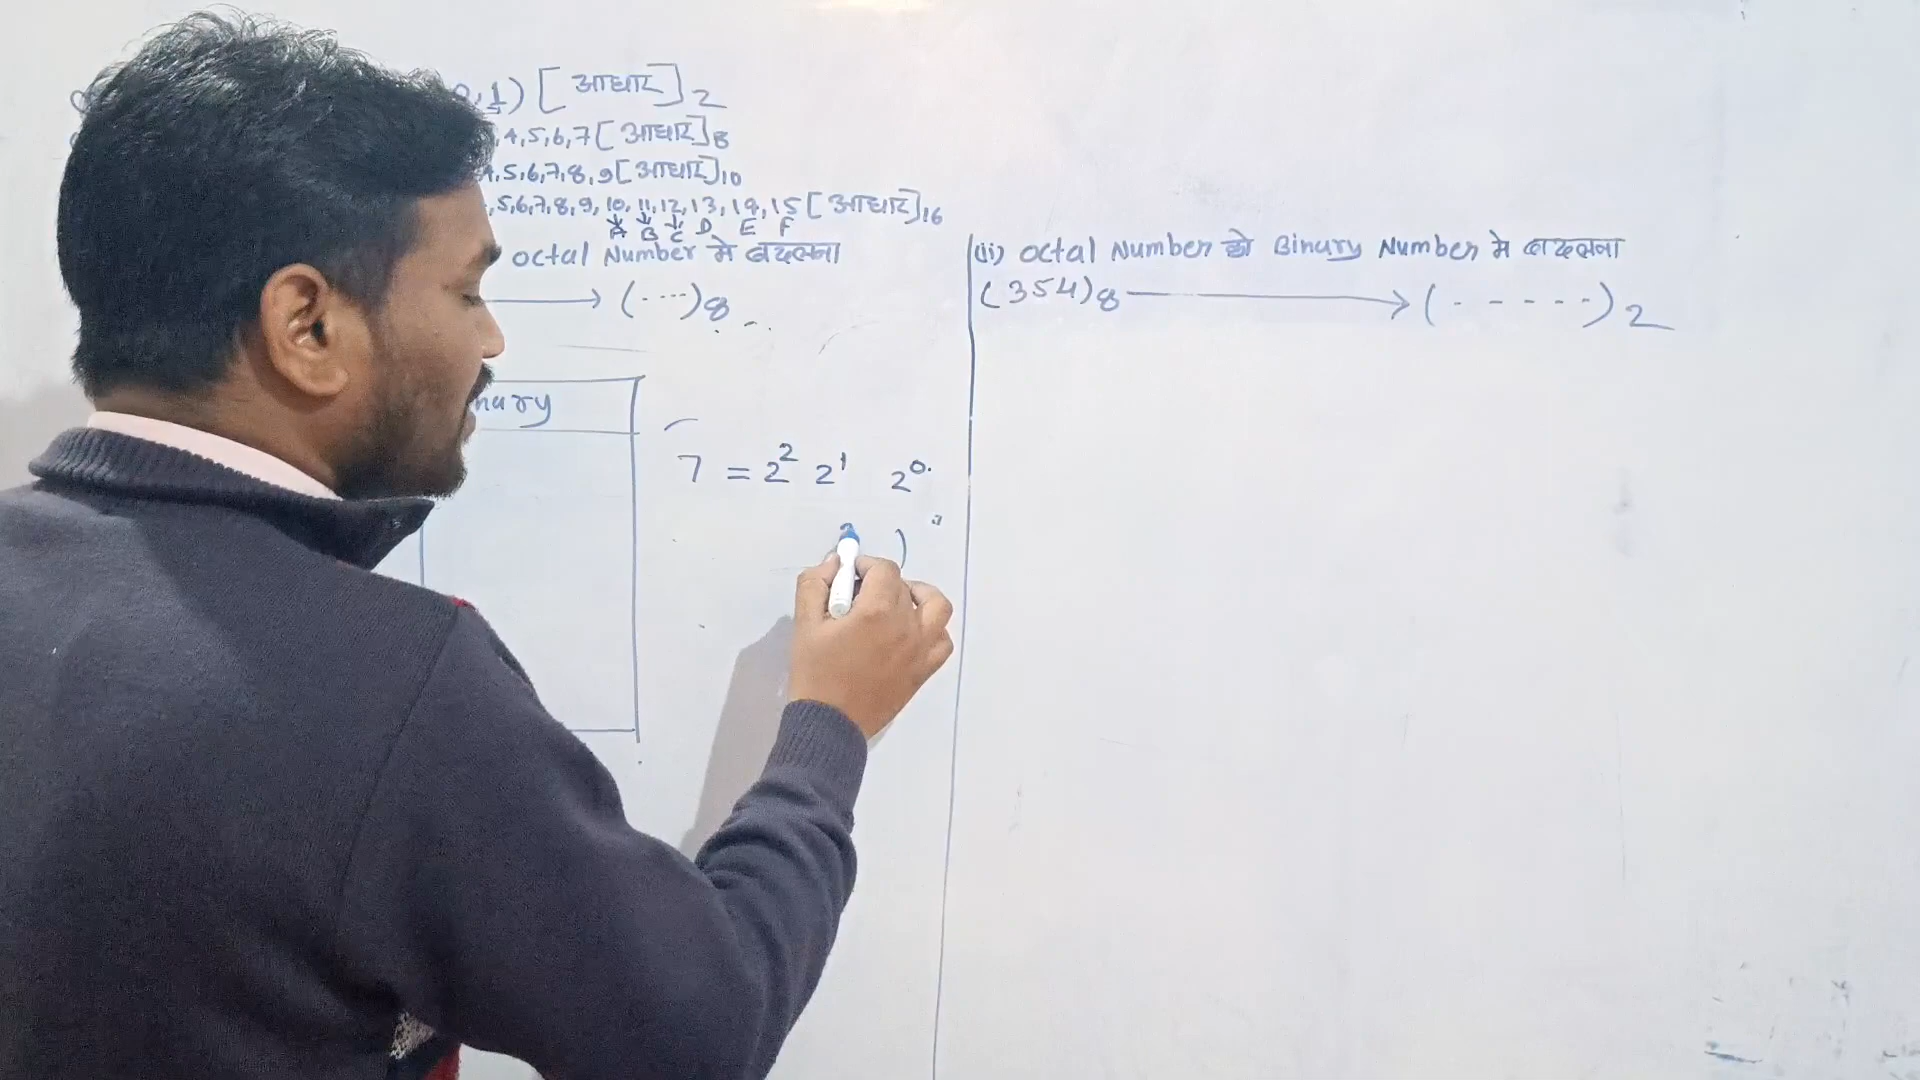 0,1) [आधार]2
4,5,6,7[आधार]8
4,5,6,7,8,9[आधार]10
,5,6,7,8,9,10,11,12,13,14,15[आधार]16
A B C D E F
octal Number मे बदलना
(····)8
nary
7 = 2² 2¹ 2⁰.
(ii) octal Number को Binary Number मे बदलना
(354)8 → (- - - - -)2